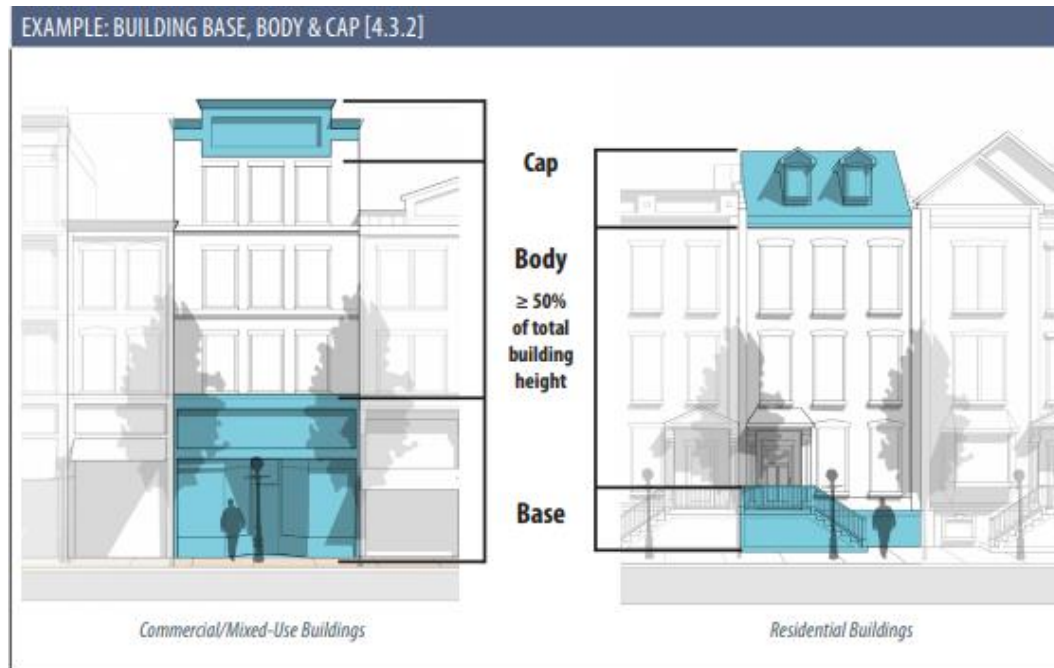 EXAMPLE: BUILDING BASE, BODY & CAP [4.3.2]
Cap
Body
≥ 50%
of total
building
height
Base
Commercial/Mixed-Use Buildings
Residential Buildings